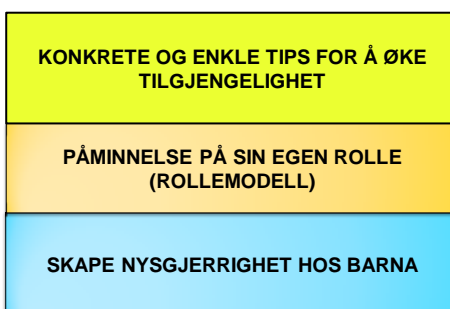 KONKRETE OG ENKLE TIPS FOR Å ØKE
TILGJENGELIGHET
PÅMINNELSE PÅ SIN EGEN ROLLE
(ROLLEMODELL)
SKAPE NYSGJERRIGHET HOS BARNA